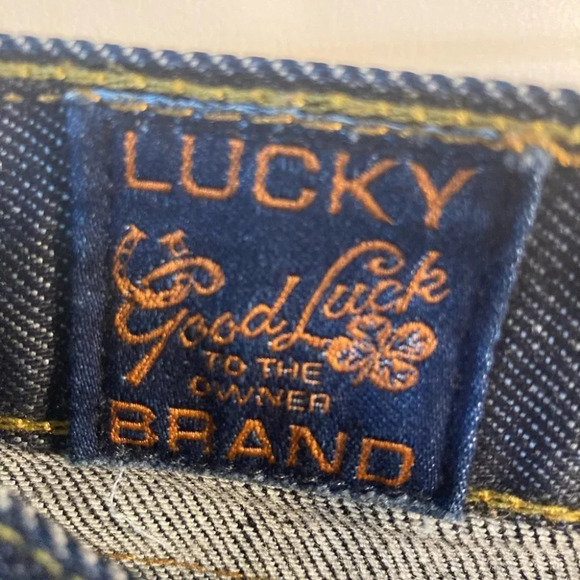 LUCKY
Good Luck
TO THE
OWNER
BRAND